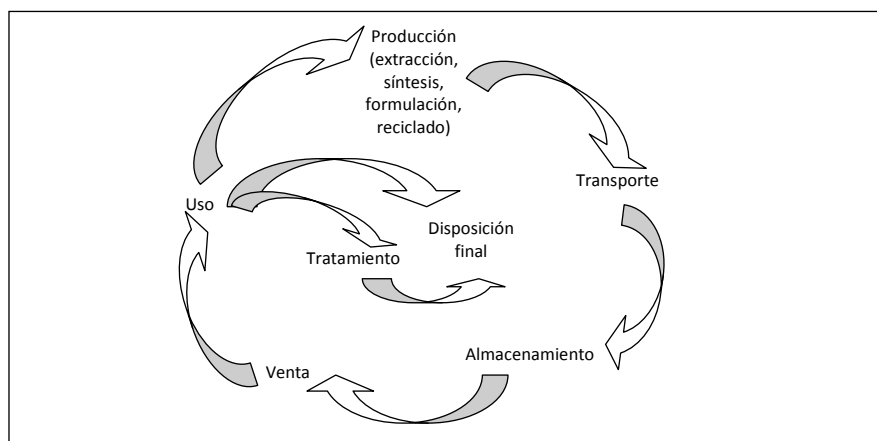 Producción
(extracción,
síntesis,
formulación,
reciclado)
Transporte
Uso
Disposición
final
Tratamiento
Almacenamiento
Venta